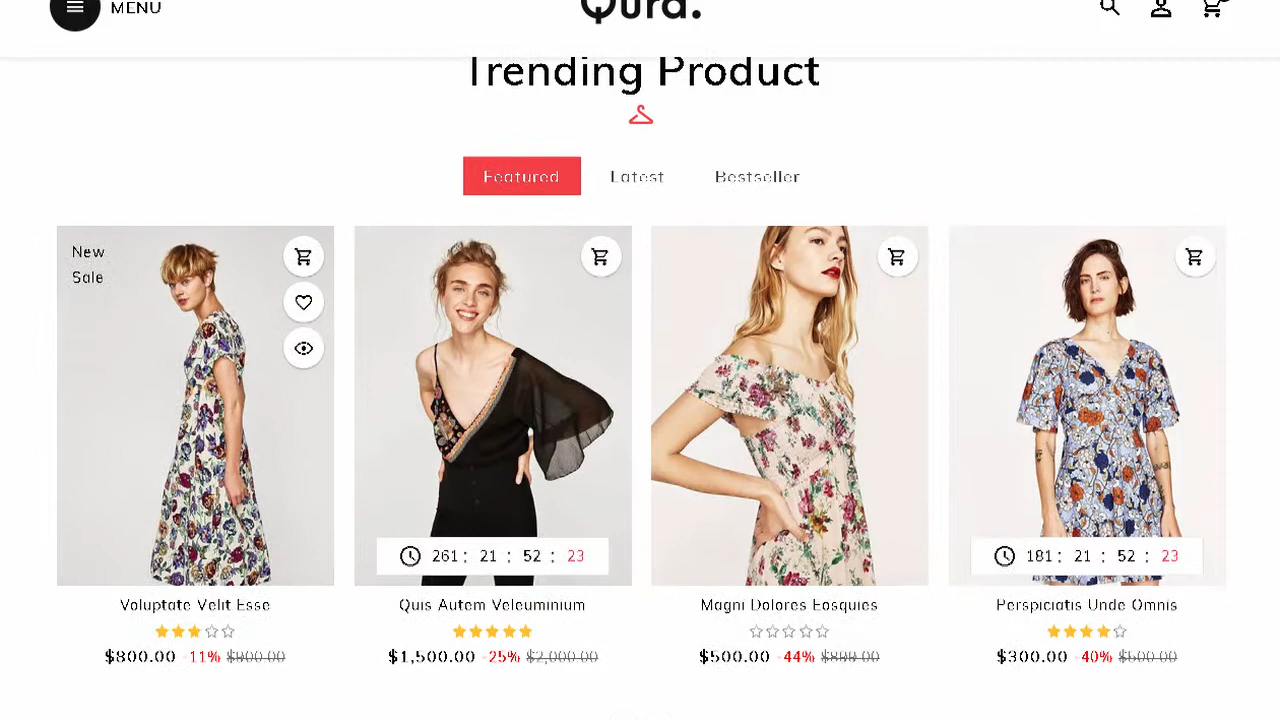 MENU
Qura.
Trending Product
Featured Latest Bestseller
New
Sale
261 : 21 : 52 : 23
181 : 21 : 52 : 23
Voluptate Velit Esse
$800.00 -11% $900.00
Quis Autem Veleuminium
$1,500.00 -25% $2,000.00
Magni Dolores Eosquies
$500.00 -44% $899.00
Perspiciatis Unde Omnis
$300.00 -40% $500.00